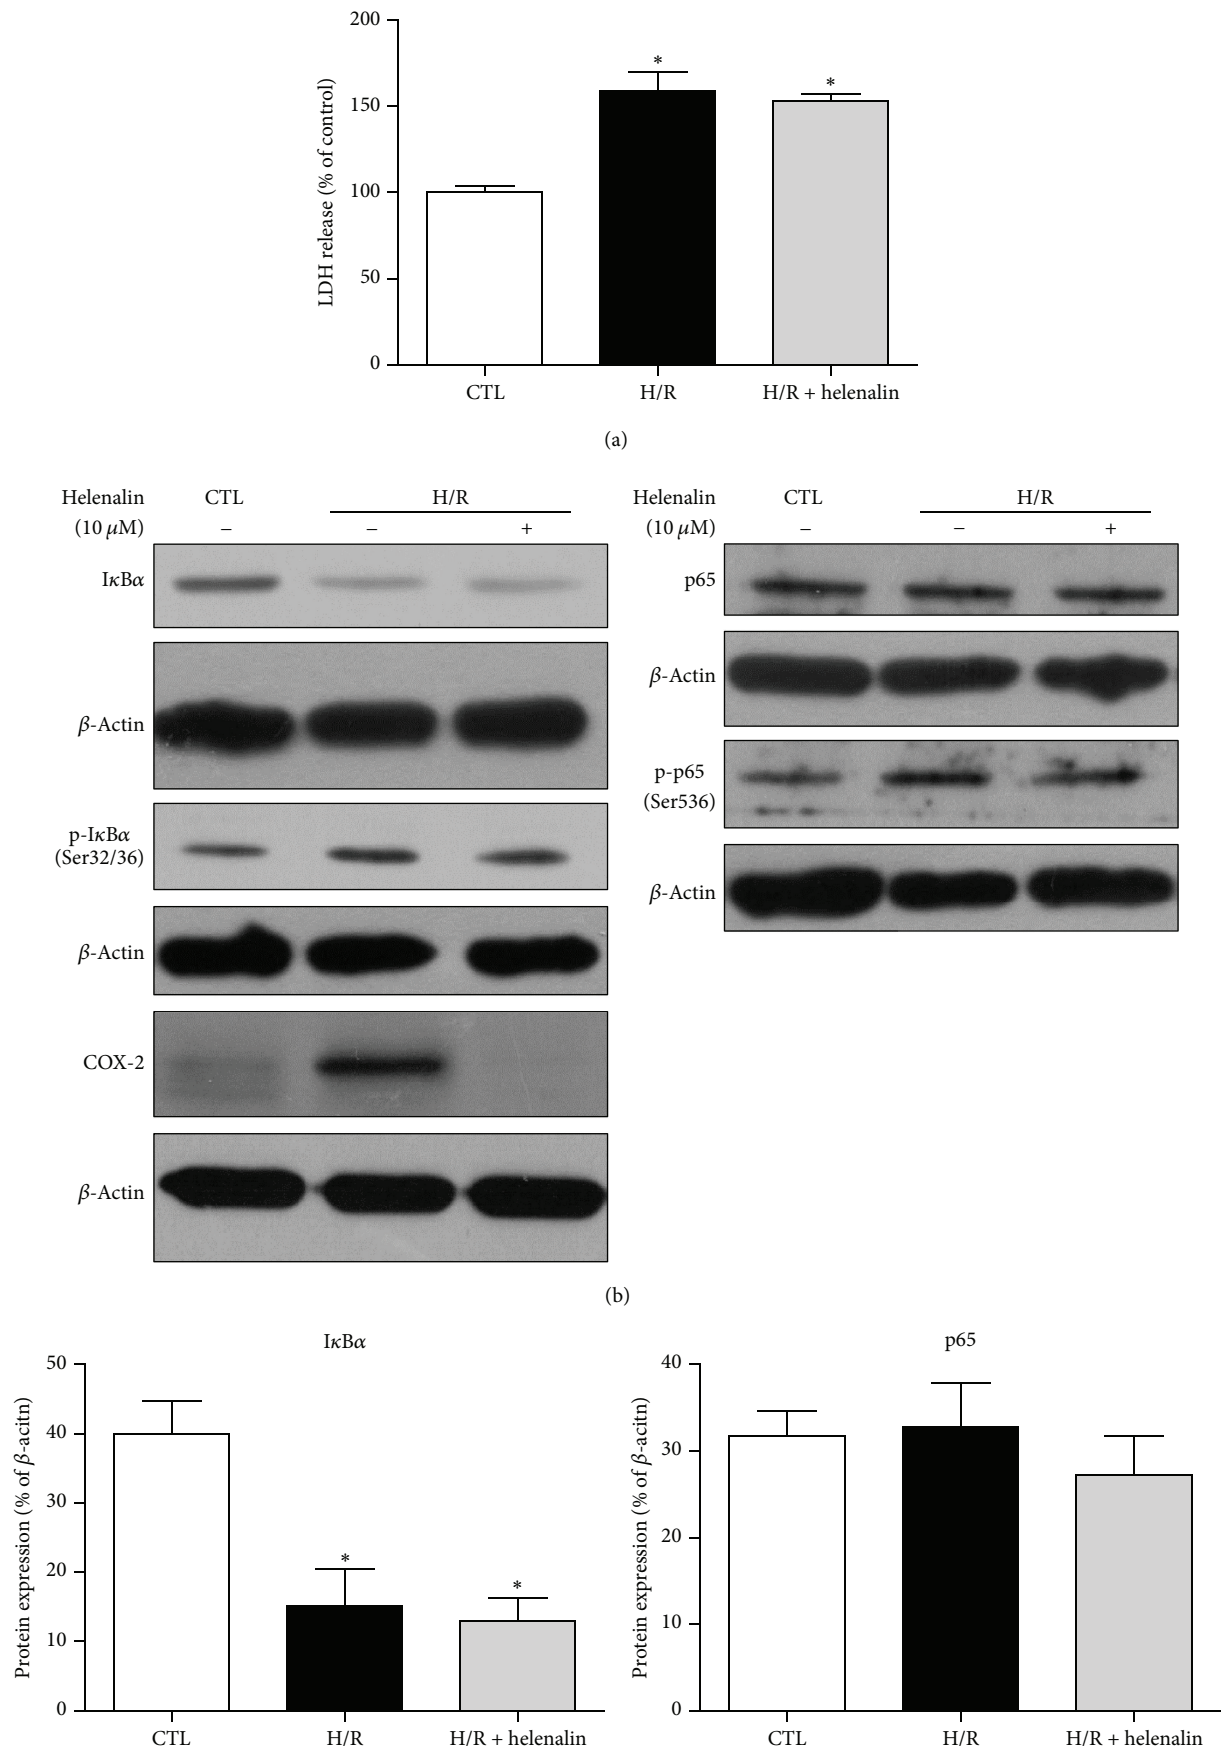 200
150
100
50
0
LDH release (% of control)
*
*
CTL
H/R
H/R + helenalin
(a)
Helenalin
(10 μM)
CTL
H/R
–
–
+
IκBα
β-Actin
p-IκBα
(Ser32/36)
β-Actin
COX-2
β-Actin
Helenalin
(10 μM)
CTL
H/R
–
–
+
p65
β-Actin
p-p65
(Ser536)
β-Actin
(b)
IκBα
50
40
30
20
10
0
Protein expression (% of β-acitn)
*
*
CTL
H/R
H/R + helenalin
p65
40
30
20
10
0
Protein expression (% of β-acitn)
CTL
H/R
H/R + helenalin